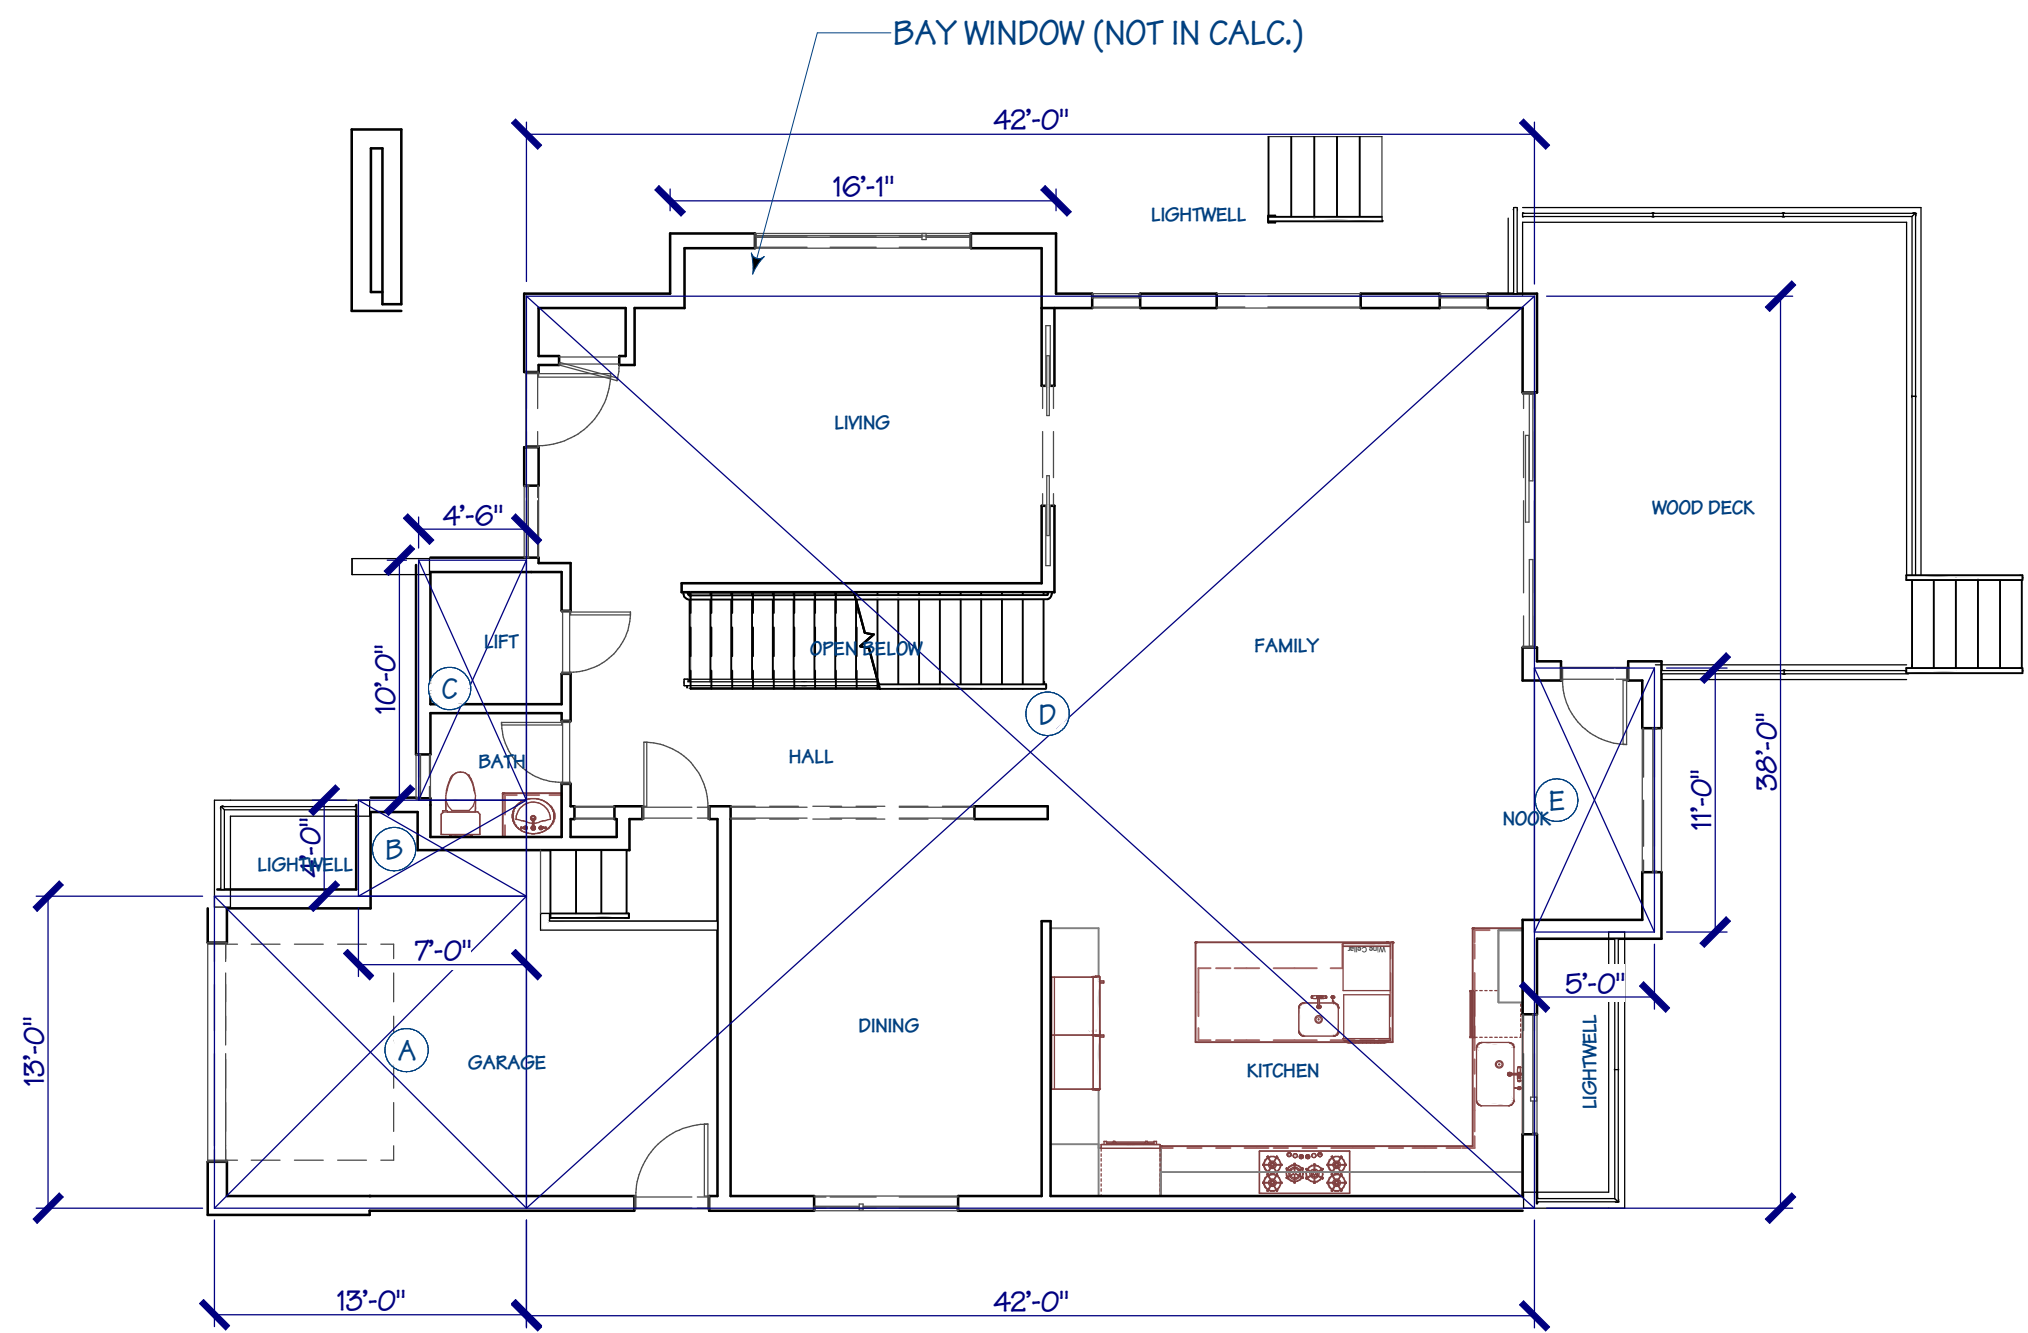 BAY WINDOW (NOT IN CALC.)
42'-0"
16'-1"
LIGHTWELL
LIVING
4'-6"
WOOD DECK
LIFT
OPEN BELOW
FAMILY
10'-0"
C
D
HALL
BATH
38'-0"
11'-0"
E
NOOK
4'-0"
B
LIGHTWELL
7'-0"
Wine Cellar
5'-0"
13'-0"
A
GARAGE
DINING
KITCHEN
LIGHTWELL
13'-0"
42'-0"